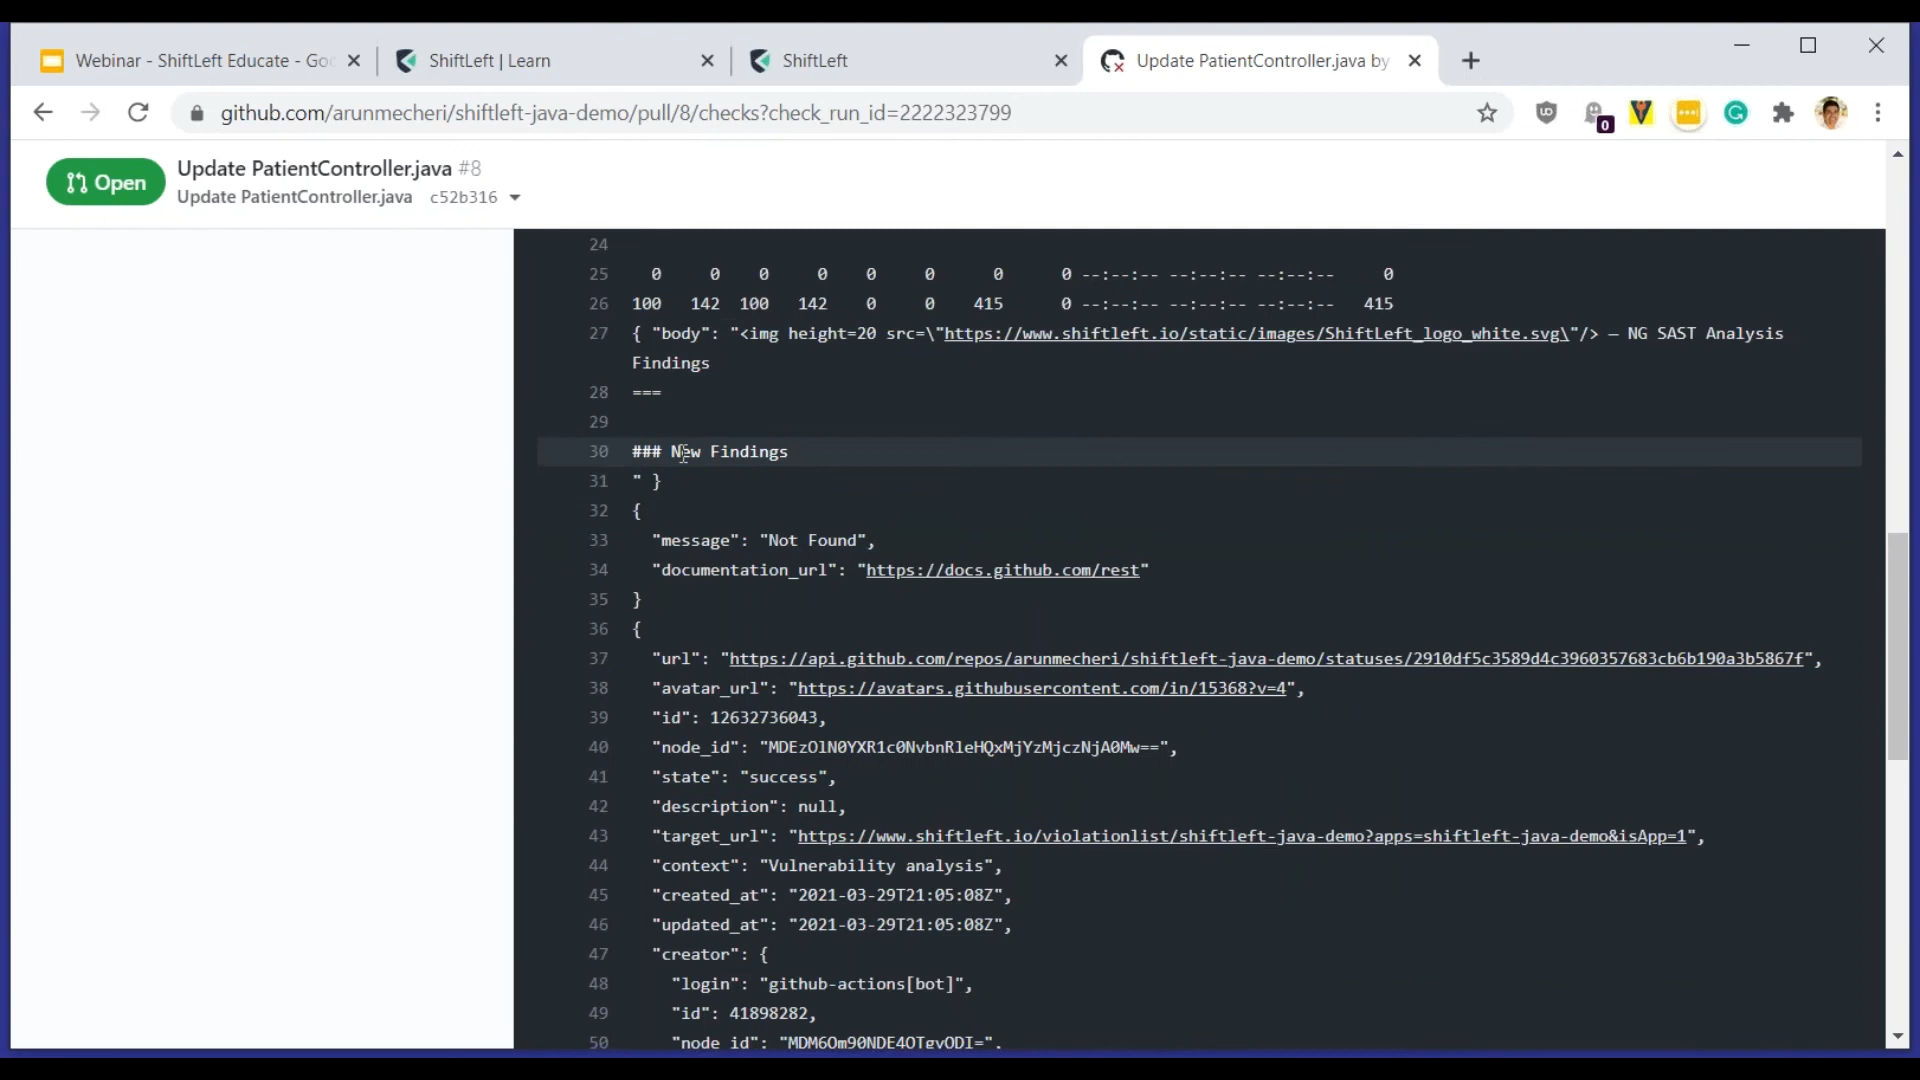 Webinar - ShiftLeft Educate - Goo
ShiftLeft | Learn
ShiftLeft
Update PatientController.java by
github.com/arunmecheri/shiftleft-java-demo/pull/8/checks?check_run_id=2222323799
0
Open
Update PatientController.java #8
Update PatientController.java c52b316
24
25 0 0 0 0 0 0 0 0 --:--:-- --:--:-- --:--:-- 0
26 100 142 100 142 0 0 415 0 --:--:-- --:--:-- --:--:-- 415
27 { "body": "<img height=20 src=\"https://www.shiftleft.io/static/images/ShiftLeft_logo_white.svg\"/> – NG SAST Analysis
Findings
28 ===
29
30 ### New Findings
31 " }
32 {
33 "message": "Not Found",
34 "documentation_url": "https://docs.github.com/rest"
35 }
36 {
37 "url": "https://api.github.com/repos/arunmecheri/shiftleft-java-demo/statuses/2910df5c3589d4c3960357683cb6b190a3b5867f",
38 "avatar_url": "https://avatars.githubusercontent.com/in/15368?v=4",
39 "id": 12632736043,
40 "node_id": "MDEzOlN0YXR1c0NvbnRleHQxMjYzMjczNjA0Mw==",
41 "state": "success",
42 "description": null,
43 "target_url": "https://www.shiftleft.io/violationlist/shiftleft-java-demo?apps=shiftleft-java-demo&isApp=1",
44 "context": "Vulnerability analysis",
45 "created_at": "2021-03-29T21:05:08Z",
46 "updated_at": "2021-03-29T21:05:08Z",
47 "creator": {
48 "login": "github-actions[bot]",
49 "id": 41898282,
50 "node_id": "MDM6Qm90NDE4OTgyODI=",